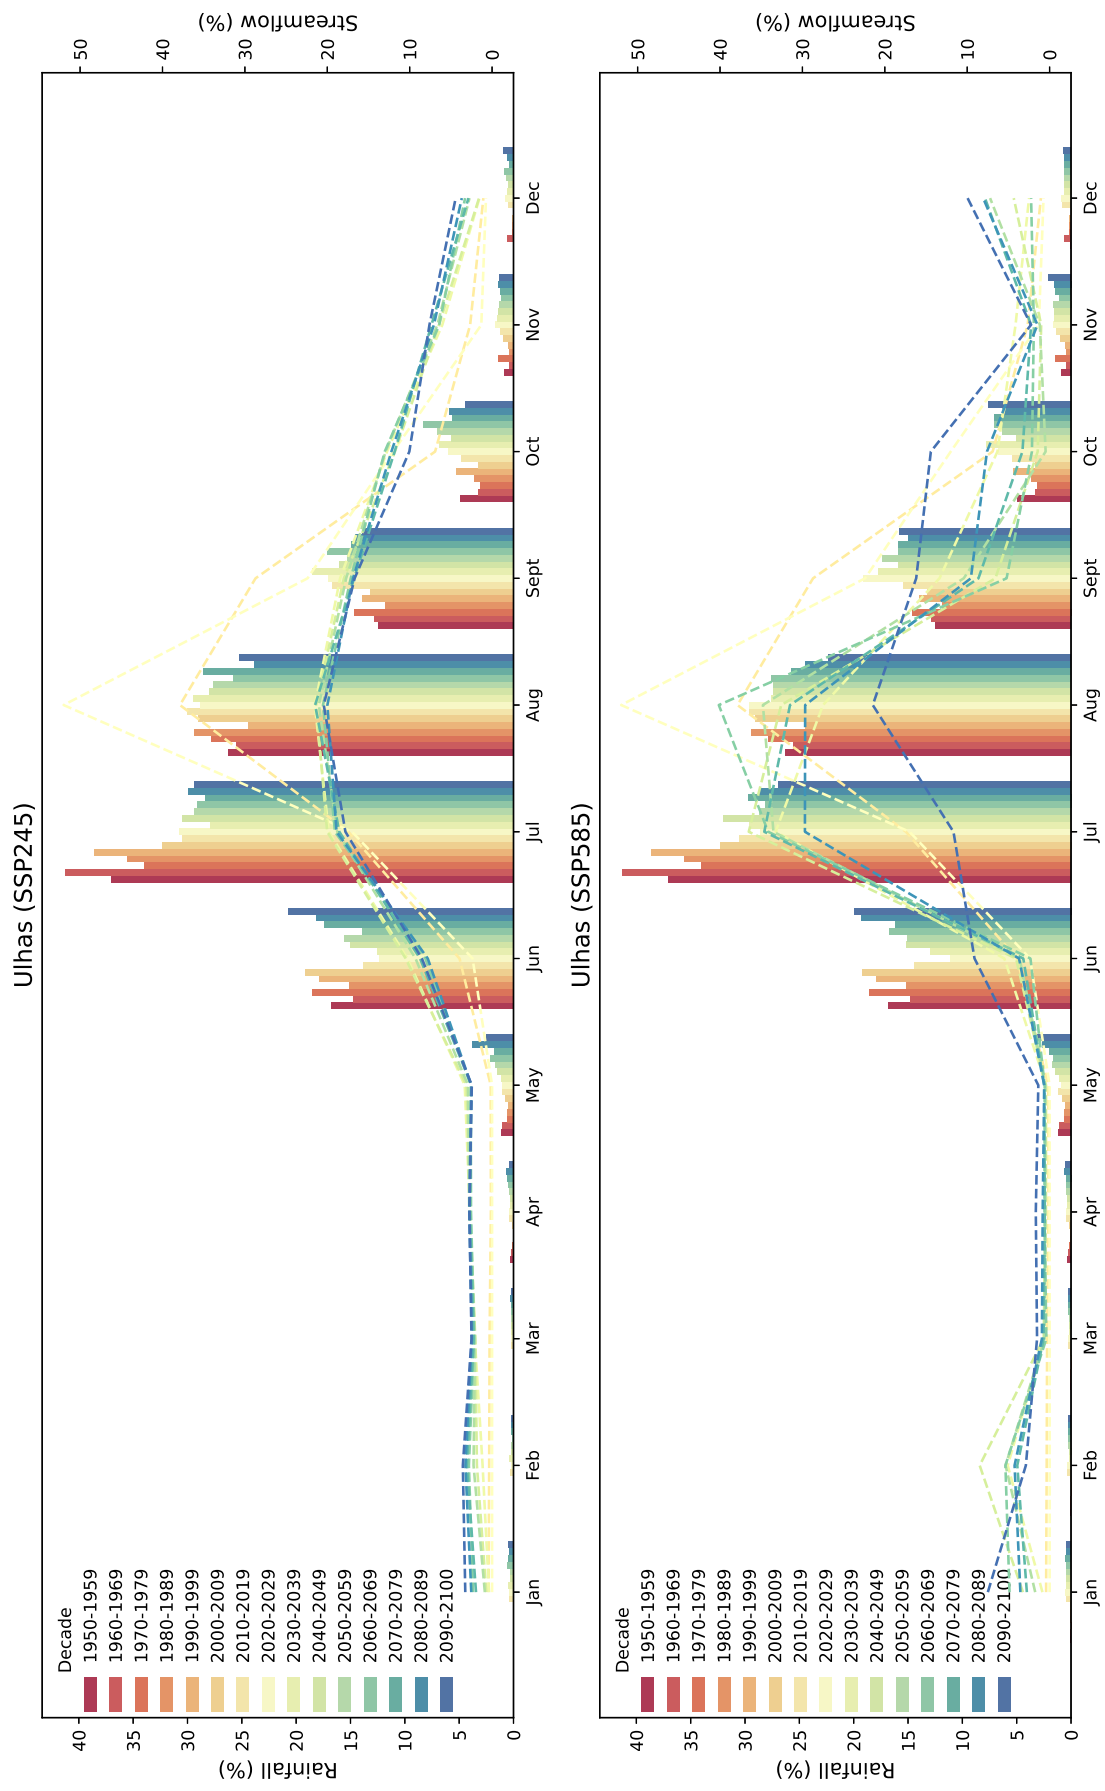 Ulhas (SSP245)
Rainfall (%)
40
35
30
25
20
15
10
5
0
Streamflow (%)
50
40
30
20
10
0
Jan
Feb
Mar
Apr
May
Jun
Jul
Aug
Sept
Oct
Nov
Dec
Decade
1950-1959
1960-1969
1970-1979
1980-1989
1990-1999
2000-2009
2010-2019
2020-2029
2030-2039
2040-2049
2050-2059
2060-2069
2070-2079
2080-2089
2090-2100
Ulhas (SSP585)
Rainfall (%)
40
35
30
25
20
15
10
5
0
Streamflow (%)
50
40
30
20
10
0
Jan
Feb
Mar
Apr
May
Jun
Jul
Aug
Sept
Oct
Nov
Dec
Decade
1950-1959
1960-1969
1970-1979
1980-1989
1990-1999
2000-2009
2010-2019
2020-2029
2030-2039
2040-2049
2050-2059
2060-2069
2070-2079
2080-2089
2090-2100